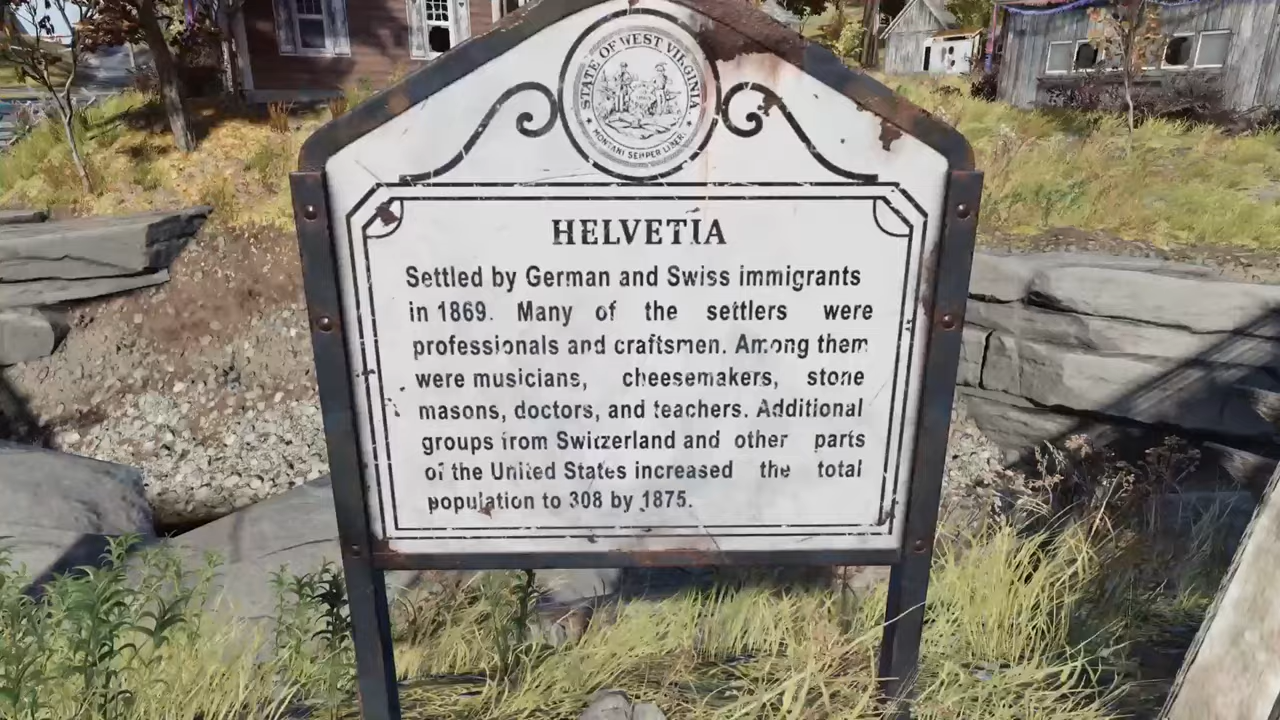 STATE OF WEST VIRGINIA
MONTANI SEMPER LIBERI
HELVETIA
Settled by German and Swiss immigrants
in 1869. Many of the settlers were
professionals and craftsmen. Among them
were musicians, cheesemakers, stone
masons, doctors, and teachers. Additional
groups from Switzerland and other parts
of the United States increased the total
population to 308 by 1875.